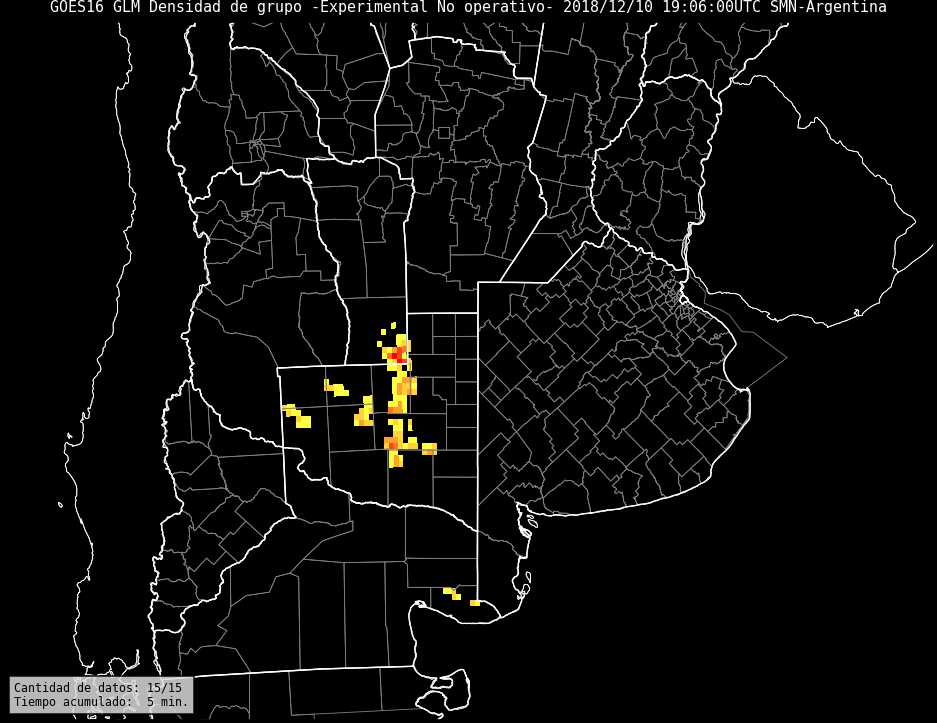 GOES16 GLM Densidad de grupo -Experimental No operativo- 2018/12/10 19:06:00UTC SMN-Argentina
Cantidad de datos: 15/15
Tiempo acumulado:  5 min.